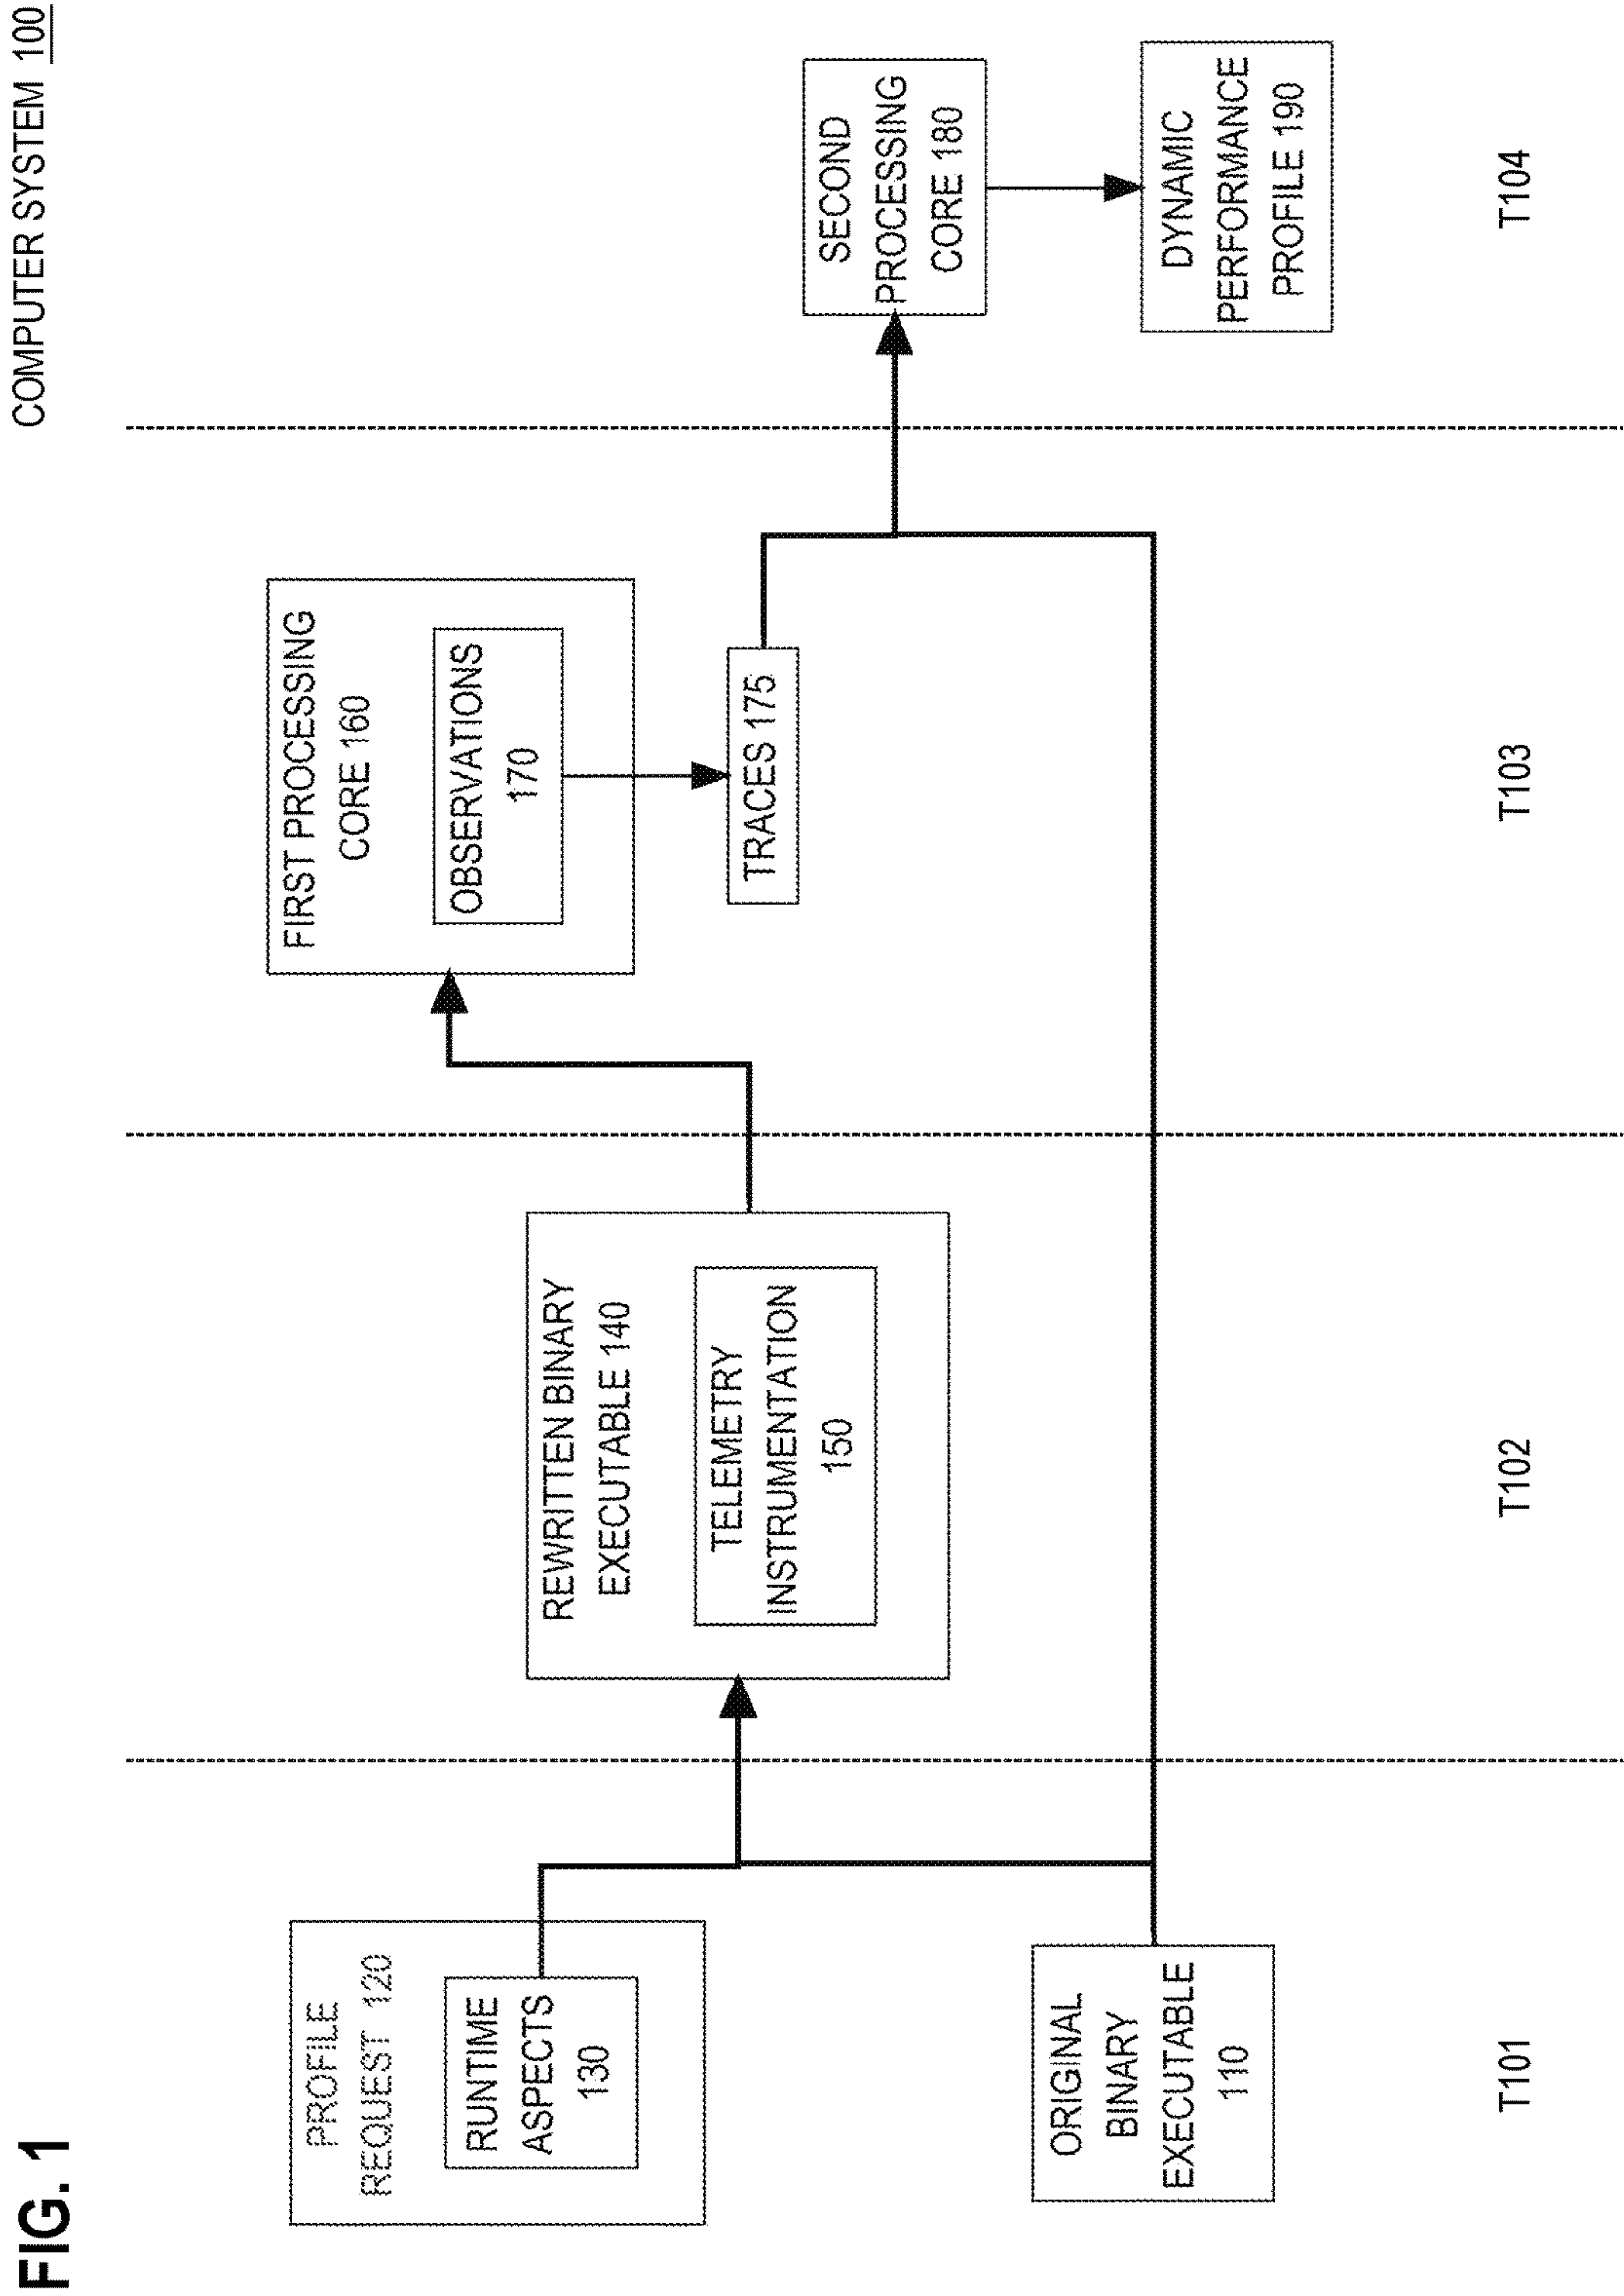 FIG. 1
COMPUTER SYSTEM 100
PROFILE
REQUEST 120
RUNTIME
ASPECTS
130
ORIGINAL
BINARY
EXECUTABLE
110
T101
REWRITTEN BINARY
EXECUTABLE 140
TELEMETRY
INSTRUMENTATION
150
T102
FIRST PROCESSING
CORE 160
OBSERVATIONS
170
TRACES 175
T103
SECOND
PROCESSING
CORE 180
DYNAMIC
PERFORMANCE
PROFILE 190
T104